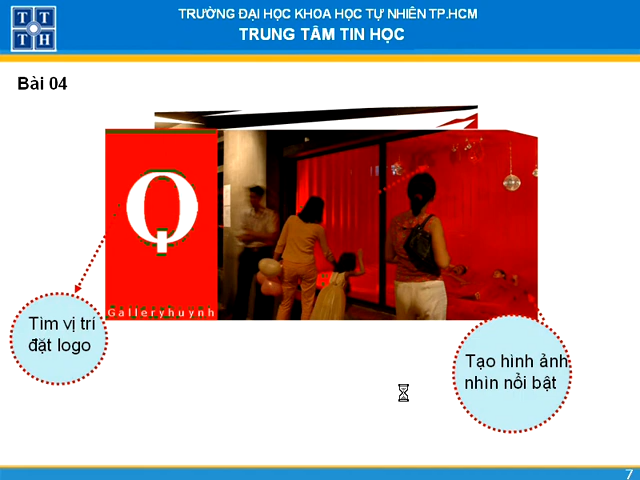 TRƯỜNG ĐẠI HỌC KHOA HỌC TỰ NHIÊN TP.HCM
TRUNG TÂM TIN HỌC
T T
T H
Bài 04
Q
Galleryhuynh
Tìm vị trí
đặt logo
Tạo hình ảnh
nhìn nổi bật
7